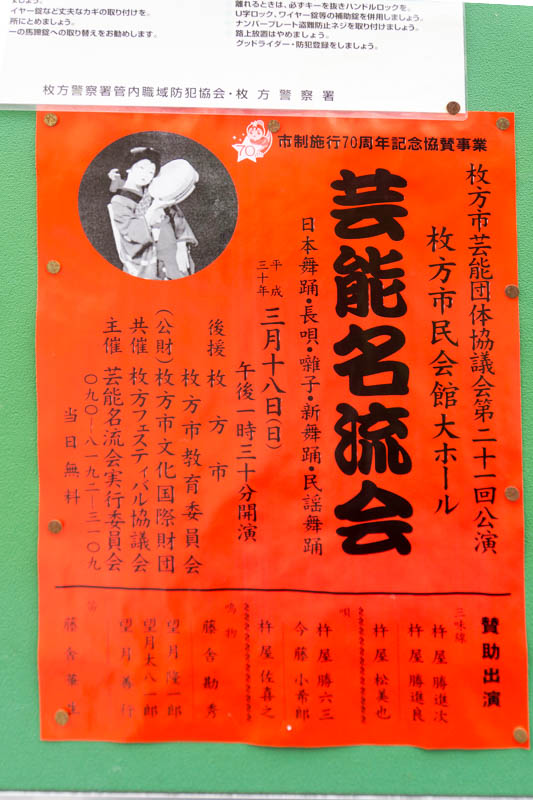 イヤー錠など丈夫なカギの取り付けを。
所にとめましょう。
一の馬蹄錠への取り替えをお勧めします。
離れるときは、必ずキーを抜きハンドルロックを。
U字ロック、ワイヤー錠等の補助錠を併用しましょう。
ナンバープレート盗難防止ネジを取り付けましょう。
路上放置はやめましょう。
グッドライダー・防犯登録をしましょう。
枚方警察署管内職域防犯協会・枚方警察署
70
市制施行70周年記念協賛事業
枚方市芸能団体協議会第二十一回公演
枚方市民会館大ホール
芸能名流会
日本舞踊・長唄・囃子・新舞踊・民謡舞踊
平成三十年 三月十八日(日)
午後一時三十分開演
後援 枚方市
枚方市教育委員会
(公財)枚方市文化国際財団
共催 枚方フェスティバル協議会
主催 芸能名流会実行委員会
〇九〇-八一九二-三一〇九
当日無料
賛助出演
三味線
杵屋勝進次
杵屋勝進良
杵屋松美也
唄
杵屋勝六三
今藤小希郎
杵屋佐喜之
鳴物
藤舎勘秀
望月隆一郎
望月太八一郎
望月善行
笛